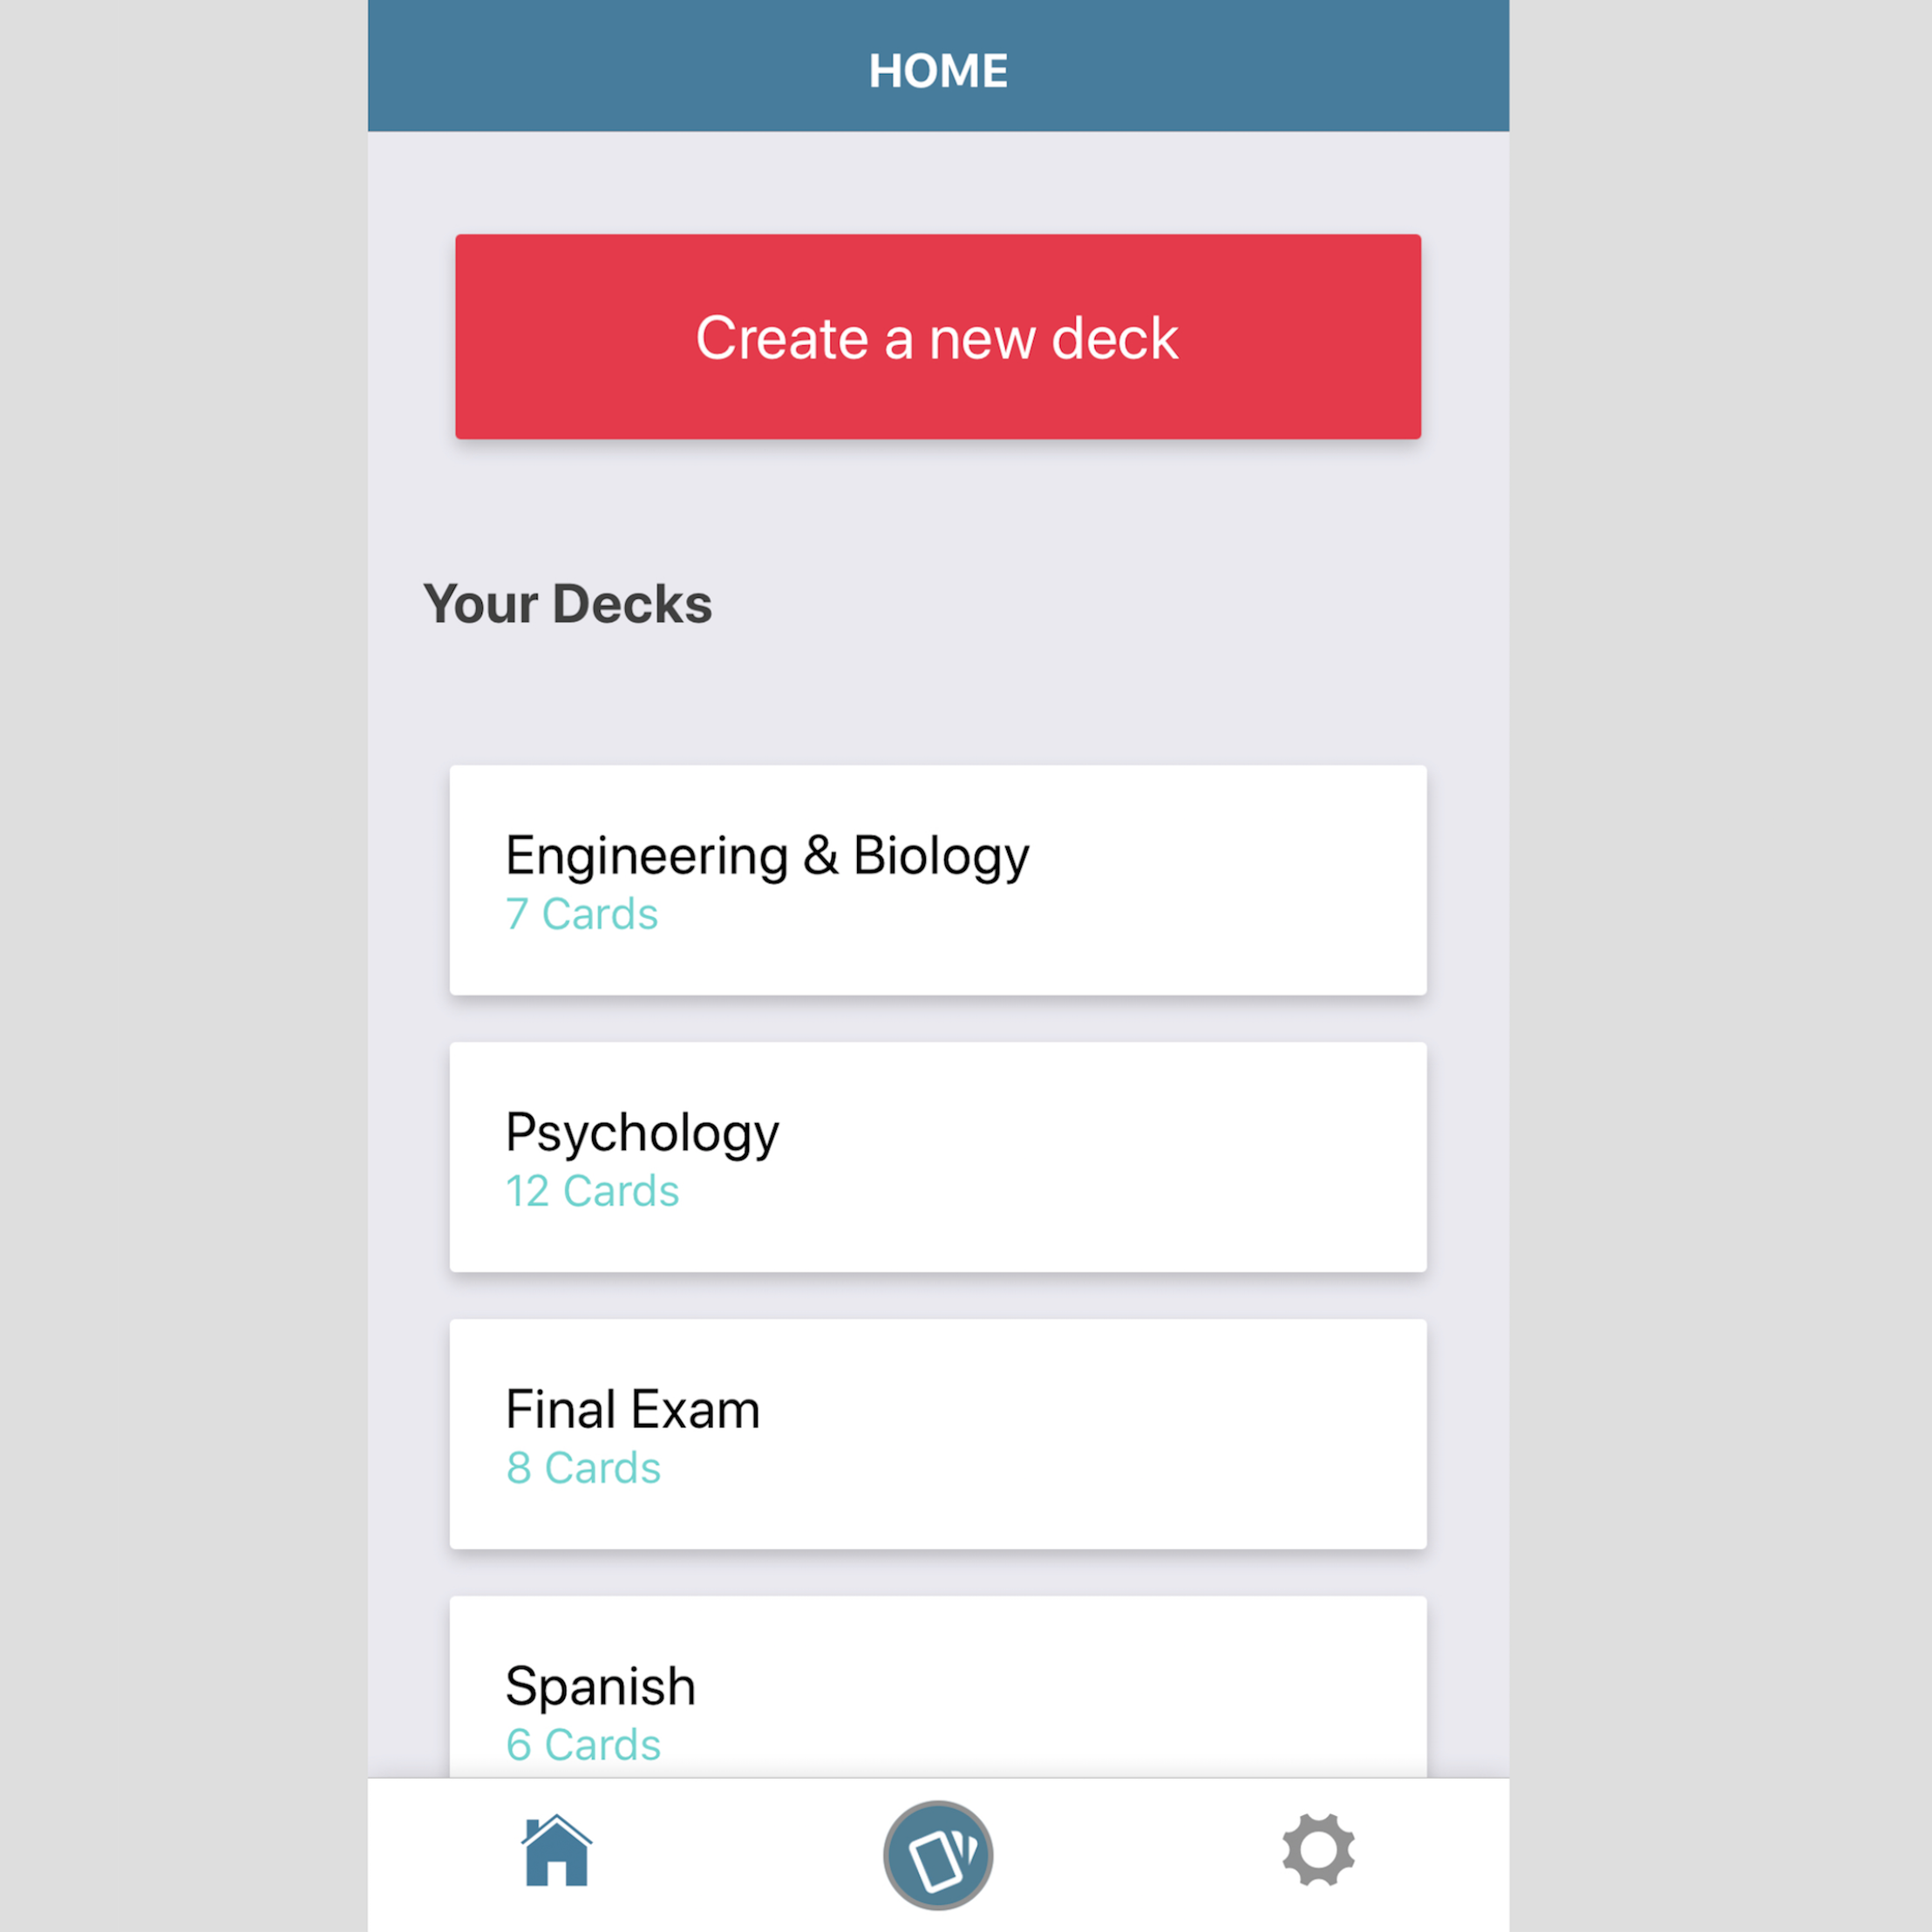 HOME
Create a new deck
Your Decks
Engineering & Biology
7 Cards
Psychology
12 Cards
Final Exam
8 Cards
Spanish
6 Cards